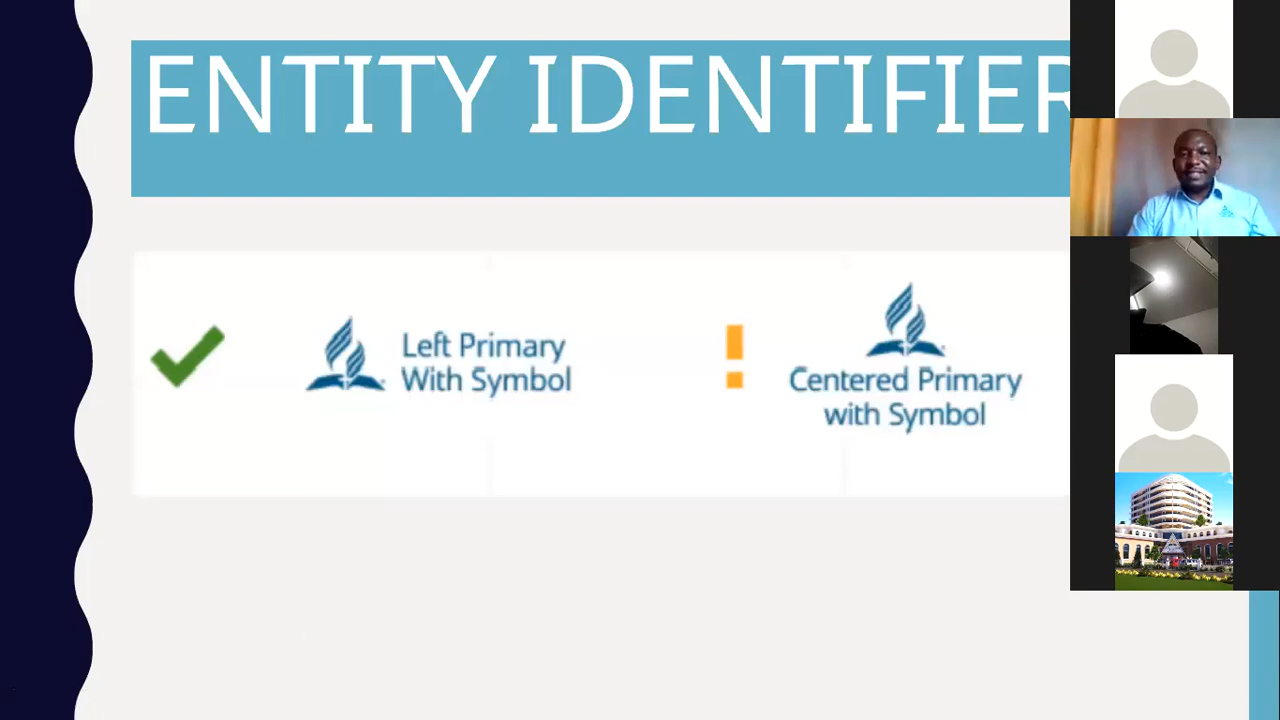 ENTITY IDENTIFIER
Left Primary
With Symbol
!
Centered Primary
with Symbol